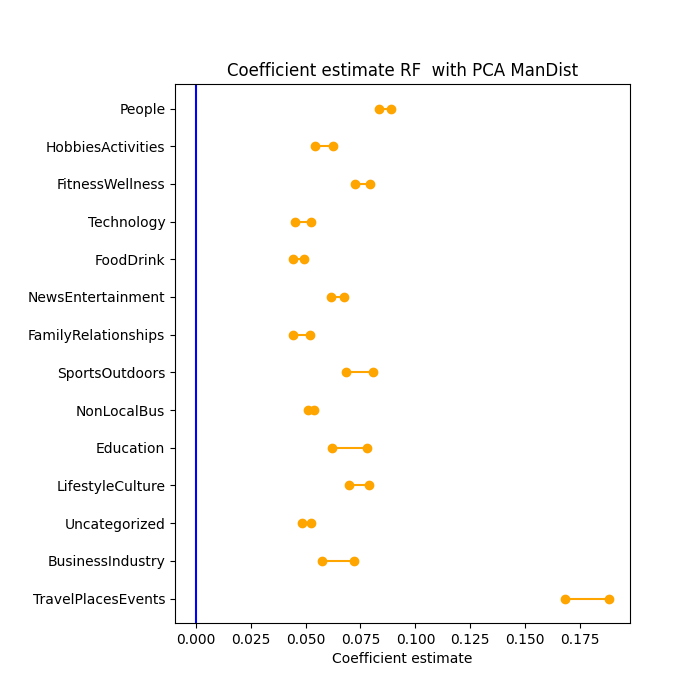 Coefficient estimate RF  with PCA ManDist
People
HobbiesActivities
FitnessWellness
Technology
FoodDrink
NewsEntertainment
FamilyRelationships
SportsOutdoors
NonLocalBus
Education
LifestyleCulture
Uncategorized
BusinessIndustry
TravelPlacesEvents
0.000 0.025 0.050 0.075 0.100 0.125 0.150 0.175
Coefficient estimate